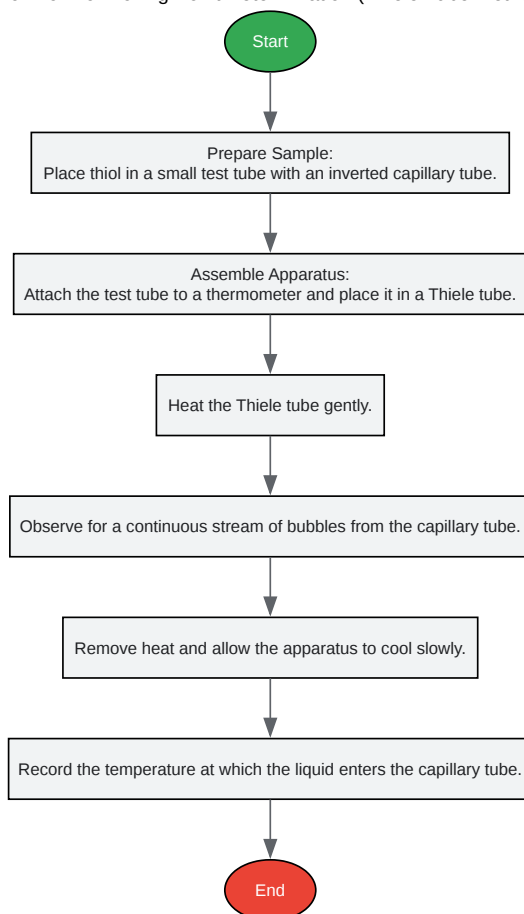 Start
Prepare Sample:
Place thiol in a small test tube with an inverted capillary tube.
Assemble Apparatus:
Attach the test tube to a thermometer and place it in a Thiele tube.
Heat the Thiele tube gently.
Observe for a continuous stream of bubbles from the capillary tube.
Remove heat and allow the apparatus to cool slowly.
Record the temperature at which the liquid enters the capillary tube.
End